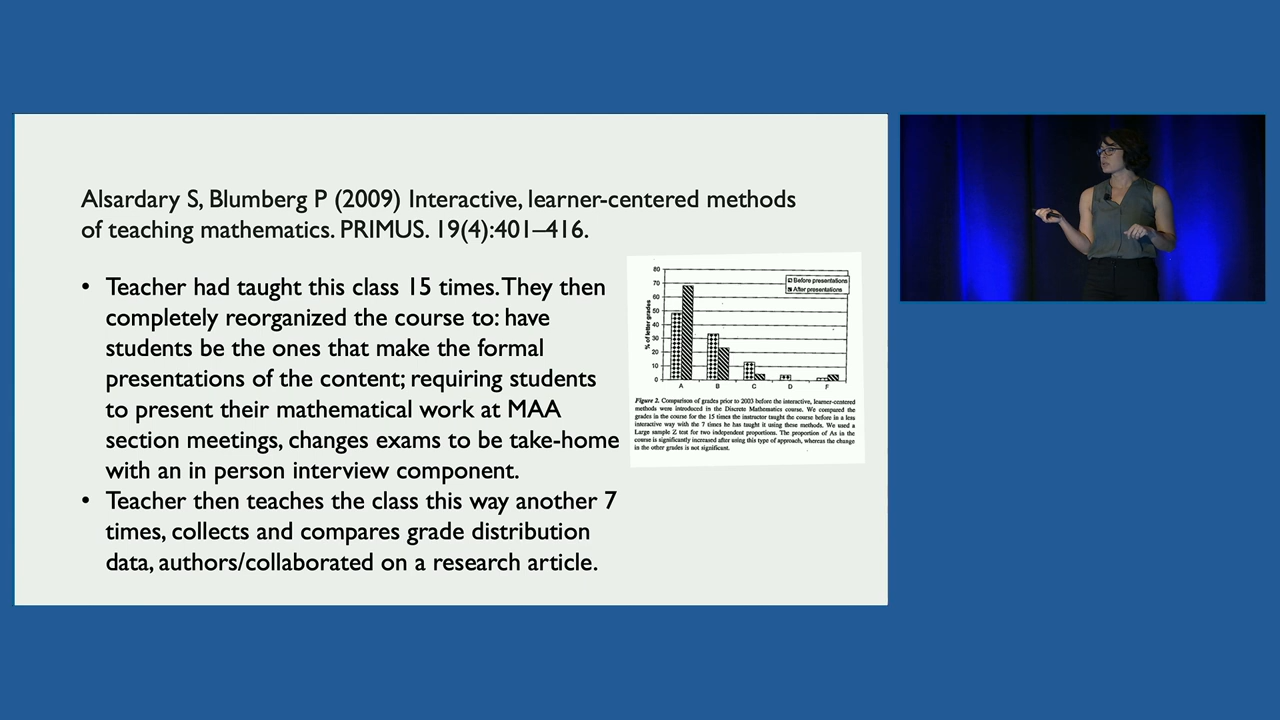 Alsardary S, Blumberg P (2009) Interactive, learner-centered methods
of teaching mathematics. PRIMUS. 19(4):401–416.
• Teacher had taught this class 15 times. They then
completely reorganized the course to: have
students be the ones that make the formal
presentations of the content; requiring students
to present their mathematical work at MAA
section meetings, changes exams to be take-home
with an in person interview component.
• Teacher then teaches the class this way another 7
times, collects and compares grade distribution
data, authors/collaborated on a research article.
% of letter grades
80
70
60
50
40
30
20
10
0
A B C D F
Before presentations
After presentations
Figure 2. Comparison of grades prior to 2003 before the interactive, learner-centered
methods were introduced in the Discrete Mathematics course. We compared the
grades in the course for the 15 times the instructor taught the course before in a less
interactive way with the 7 times he has taught it using these methods. We used a
Large sample Z test for two independent proportions. The proportion of As in the
course is significantly increased after using this type of approach, whereas the change
in the other grades is not significant.